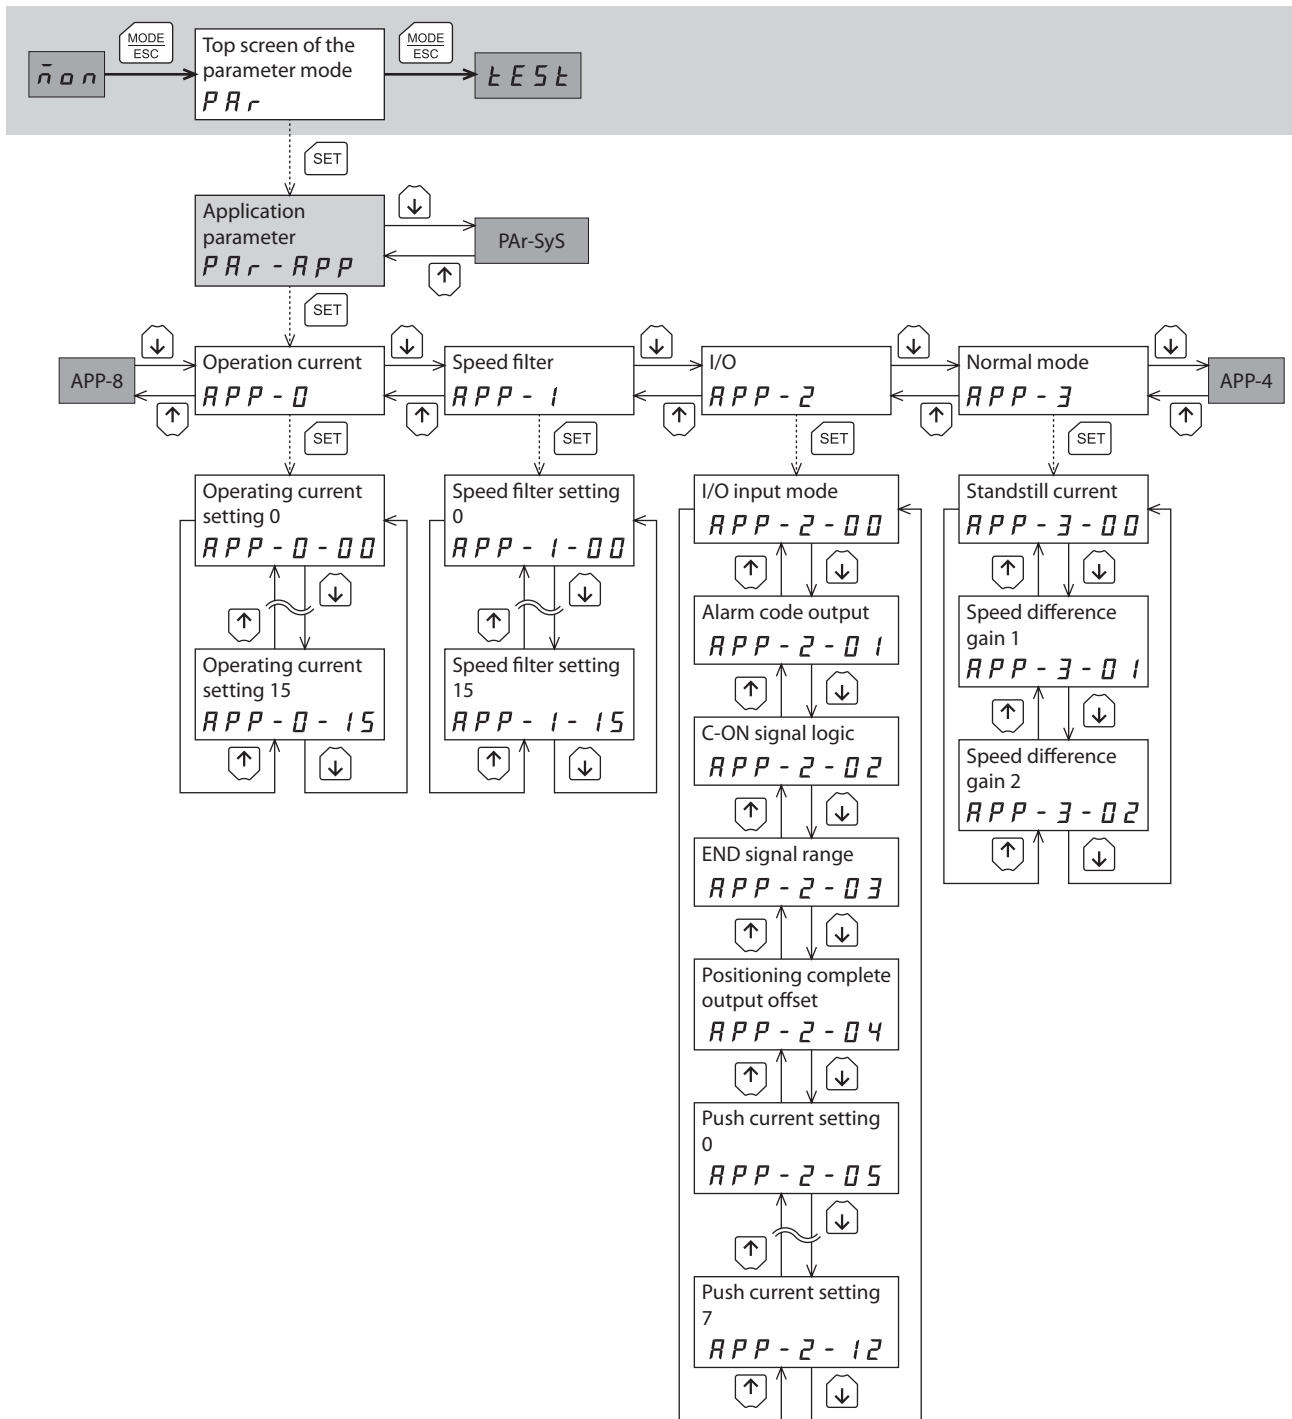 MODE
ESC
Top screen of the
parameter mode
PAr
MODE
ESC
n̄on
tESt
SET
Application
parameter
PAr-APP
PAr-SyS
SET
APP-8
Operation current
APP-0
Speed filter
APP-1
I/O
APP-2
Normal mode
APP-3
APP-4
SET
SET
SET
SET
Operating current
setting 0
APP-0-00
Operating current
setting 15
APP-0-15
Speed filter setting
0
APP-1-00
Speed filter setting
15
APP-1-15
I/O input mode
APP-2-00
Alarm code output
APP-2-01
C-ON signal logic
APP-2-02
END signal range
APP-2-03
Positioning complete
output offset
APP-2-04
Push current setting
0
APP-2-05
Push current setting
7
APP-2-12
Standstill current
APP-3-00
Speed difference
gain 1
APP-3-01
Speed difference
gain 2
APP-3-02